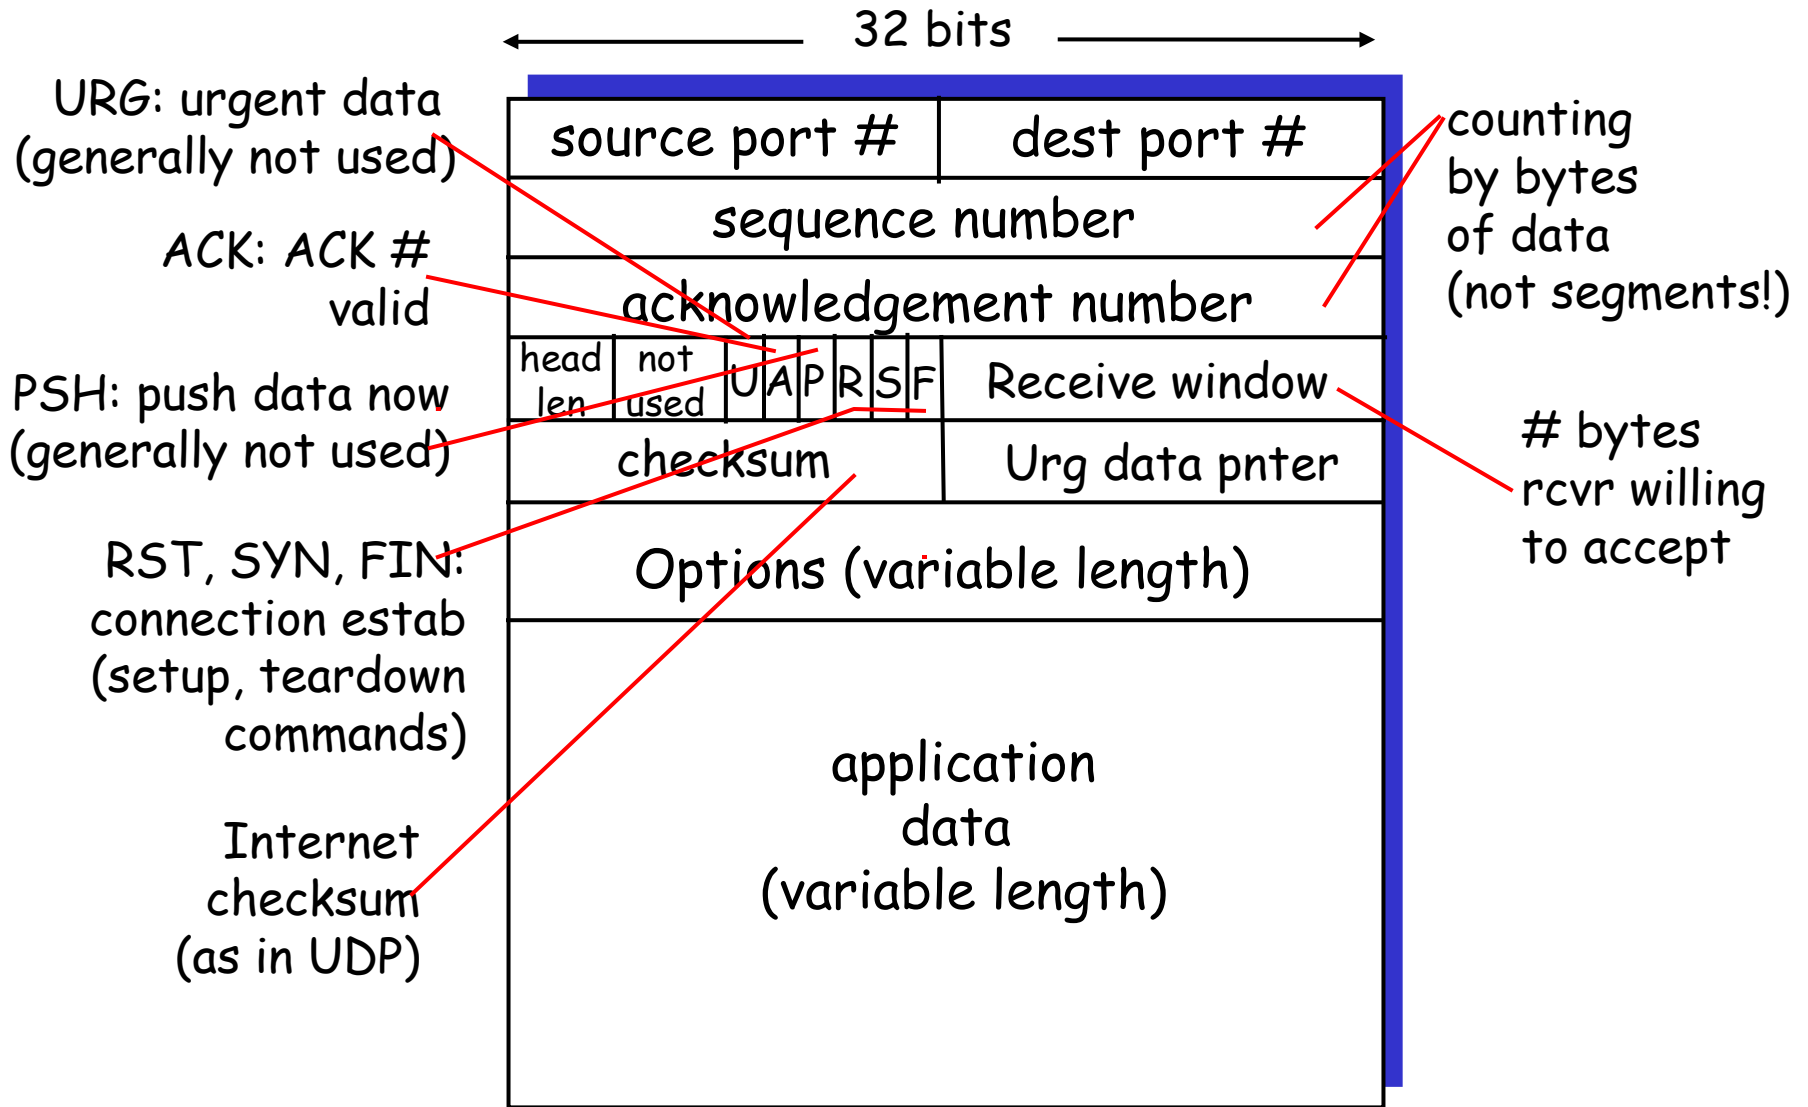 32 bits
URG: urgent data
(generally not used)
ACK: ACK #
valid
PSH: push data now
(generally not used)
RST, SYN, FIN:
connection estab
(setup, teardown
commands)
Internet
checksum
(as in UDP)
source port # dest port #
sequence number
acknowledgement number
head
len
not
used
U A P R S F
Receive window
checksum
Urg data pnter
Options (variable length)
application
data
(variable length)
counting
by bytes
of data
(not segments!)
# bytes
rcvr willing
to accept